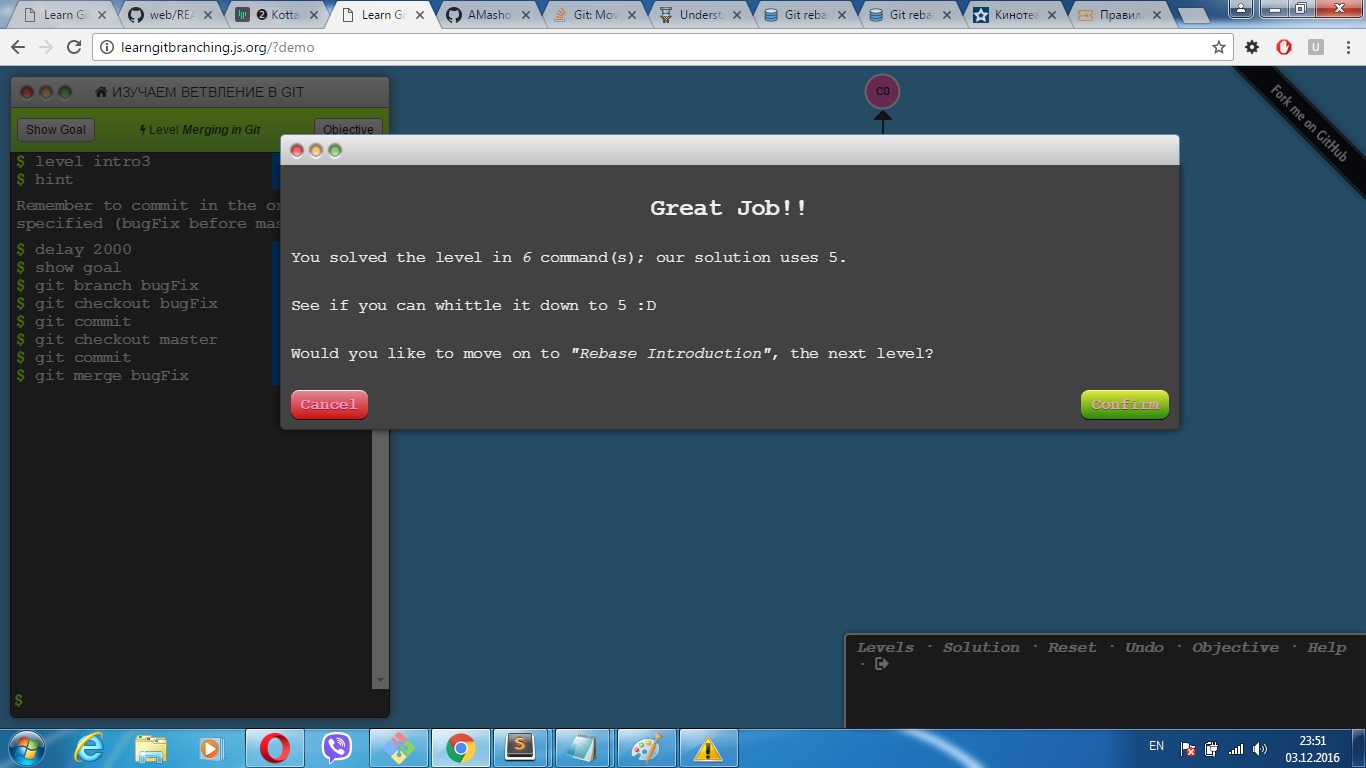 Learn Gi
web/REA
❷ Kotta
Learn Gi
AMasho
Git: Mov
Underst
Git reba
Git reba
Кинотеа
Правил
learngitbranching.js.org/?demo
ИЗУЧАЕМ ВЕТВЛЕНИЕ В GIT
C0
Fork me on GitHub
Show Goal
Level Merging in Git
Objective
$ level intro3
$ hint
Remember to commit in the or
specified (bugFix before mas
$ delay 2000
$ show goal
$ git branch bugFix
$ git checkout bugFix
$ git commit
$ git checkout master
$ git commit
$ git merge bugFix
$
Great Job!!
You solved the level in 6 command(s); our solution uses 5.
See if you can whittle it down to 5 :D
Would you like to move on to "Rebase Introduction", the next level?
Cancel
Confirm
Levels · Solution · Reset · Undo · Objective · Help
·
EN
23:51
03.12.2016